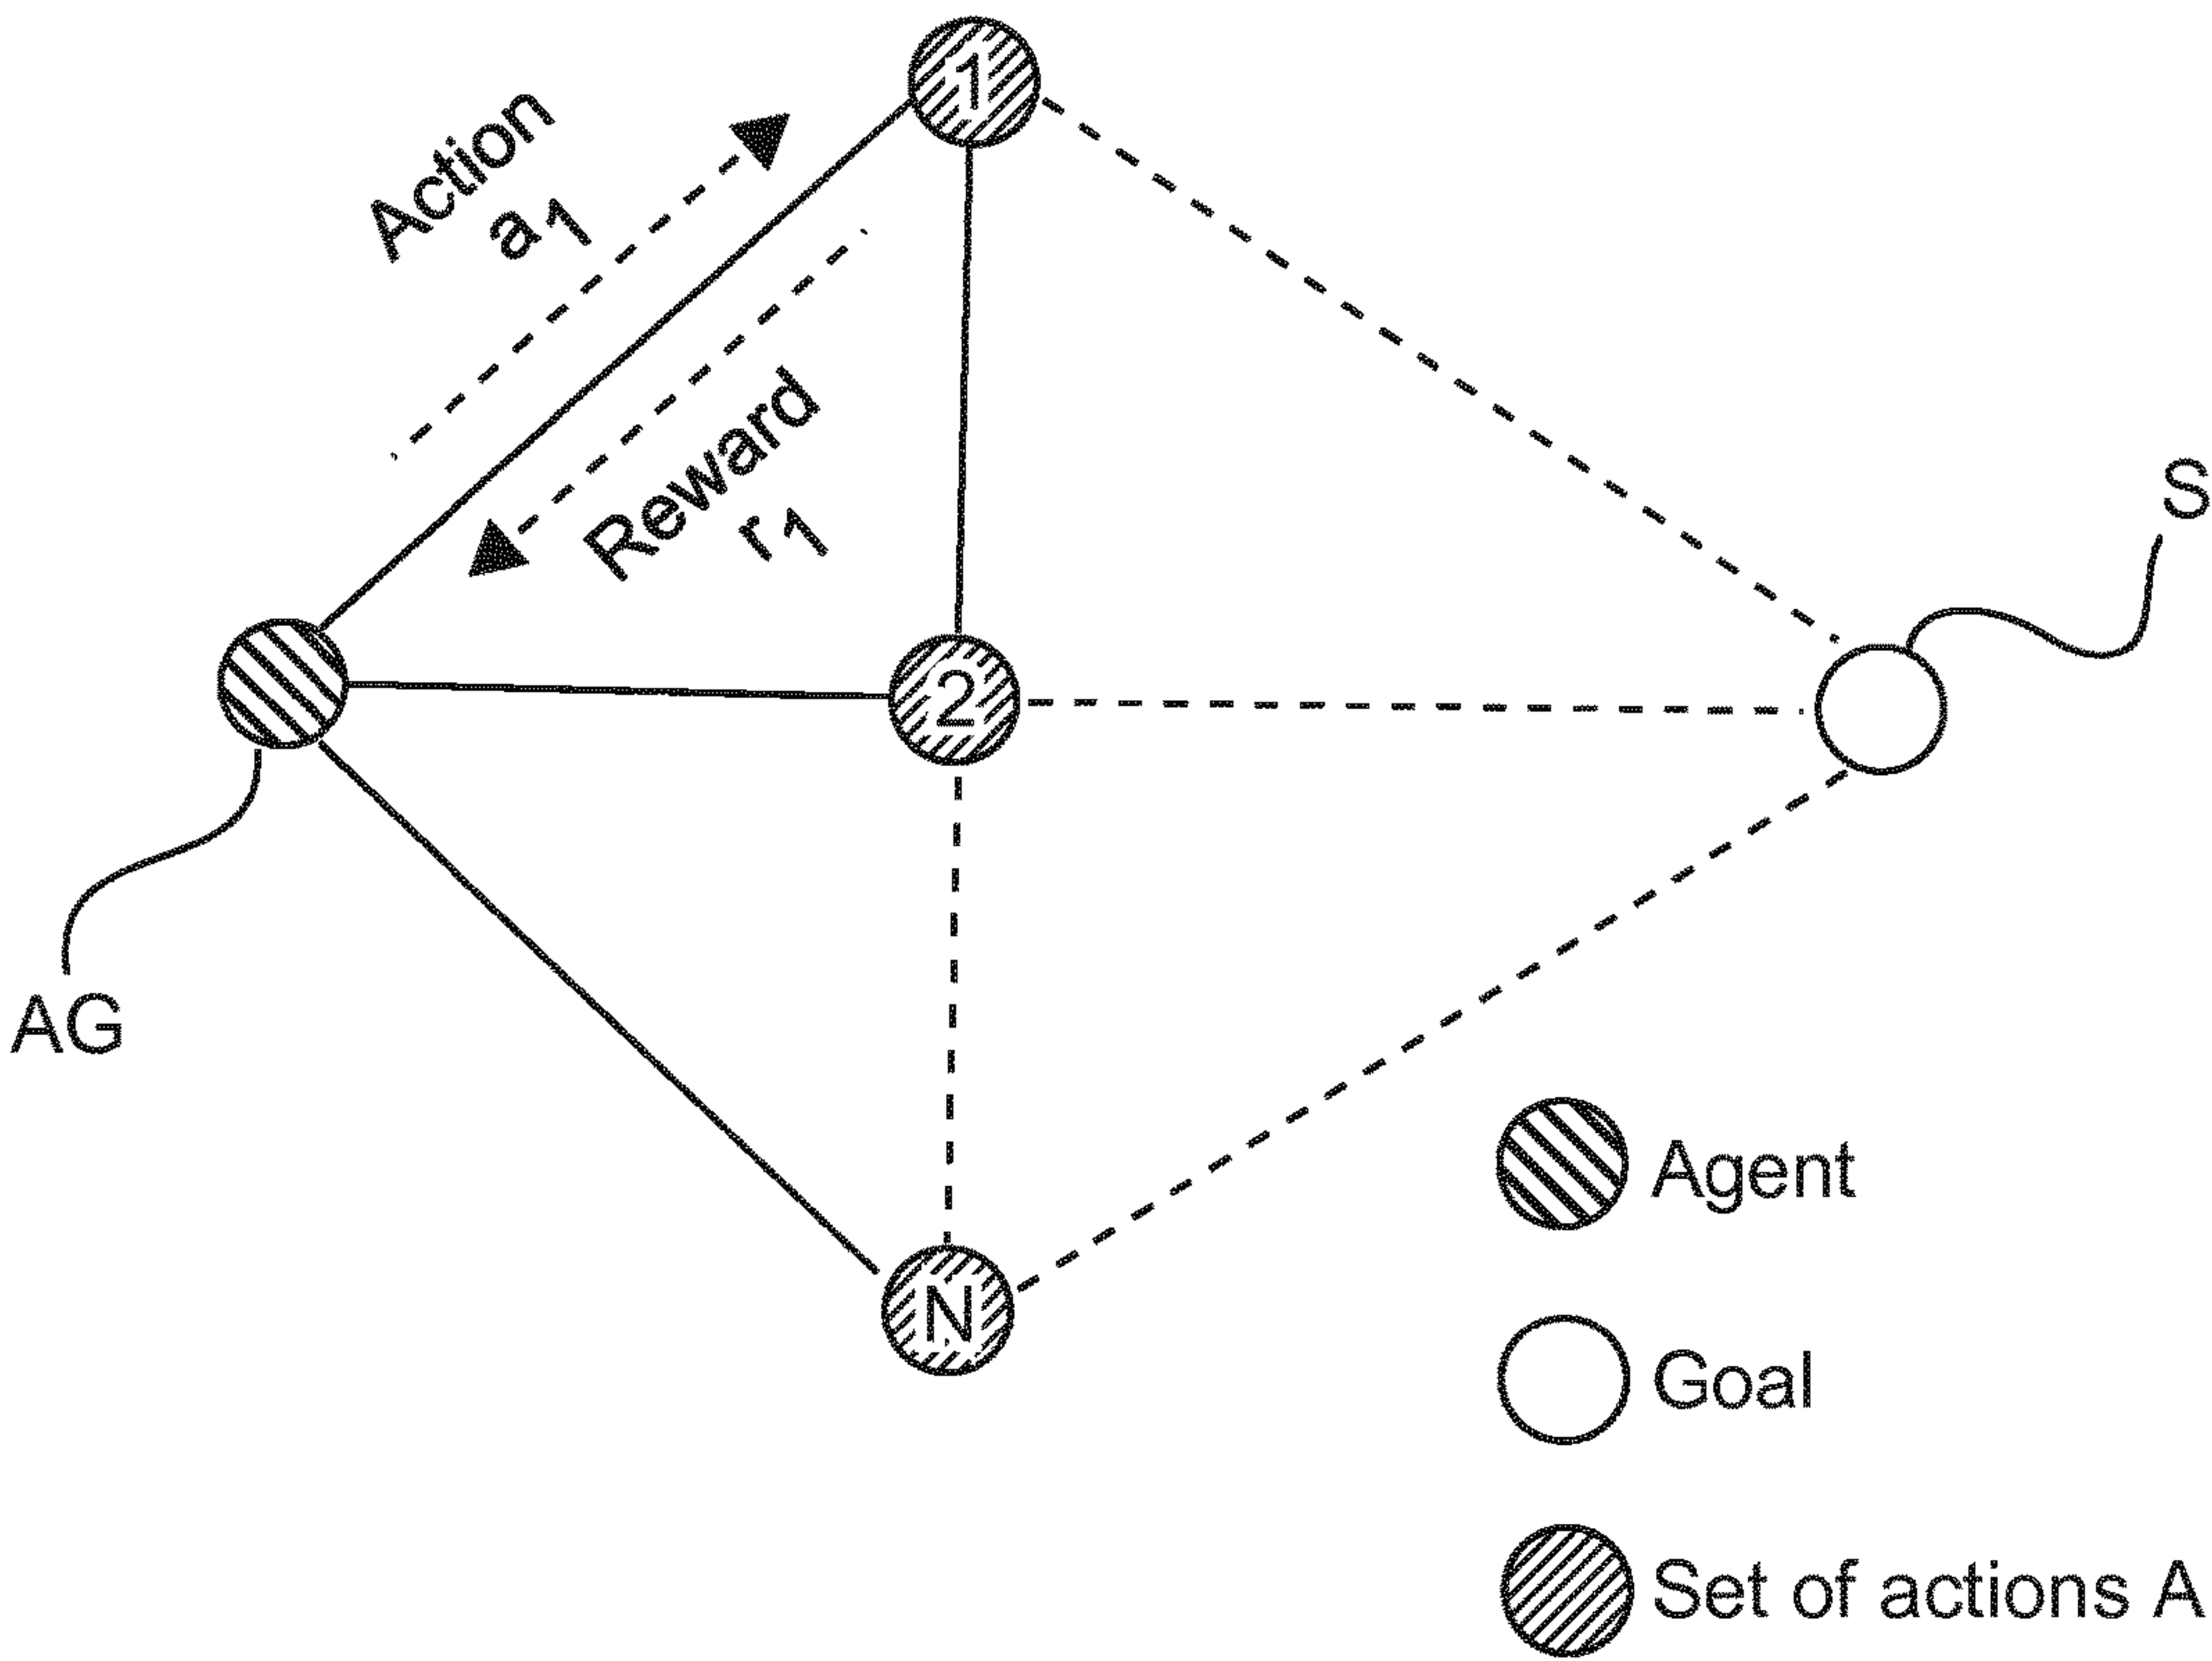 1
Action
a1
Reward
r1
S
2
AG
N
Agent
Goal
Set of actions A